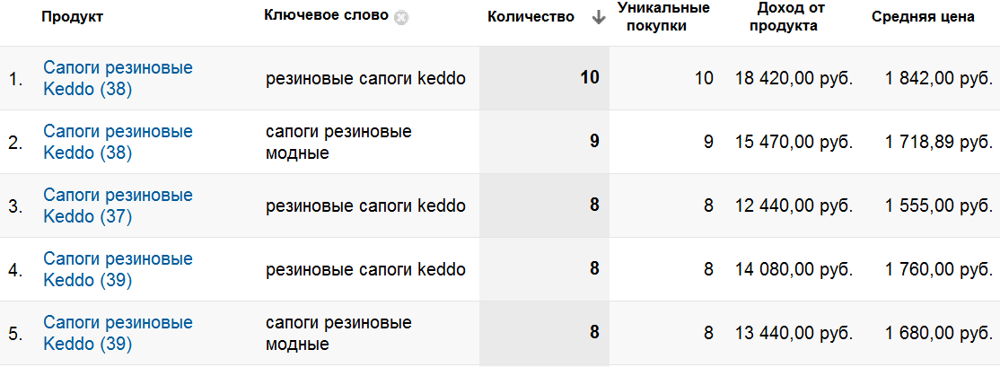 Продукт Ключевое слово Количество Уникальные покупки Доход от продукта Средняя цена
1. Сапоги резиновые Keddo (38) резиновые сапоги keddo 10 10 18 420,00 руб. 1 842,00 руб.
2. Сапоги резиновые Keddo (38) сапоги резиновые модные 9 9 15 470,00 руб. 1 718,89 руб.
3. Сапоги резиновые Keddo (37) резиновые сапоги keddo 8 8 12 440,00 руб. 1 555,00 руб.
4. Сапоги резиновые Keddo (39) резиновые сапоги keddo 8 8 14 080,00 руб. 1 760,00 руб.
5. Сапоги резиновые Keddo (39) сапоги резиновые модные 8 8 13 440,00 руб. 1 680,00 руб.